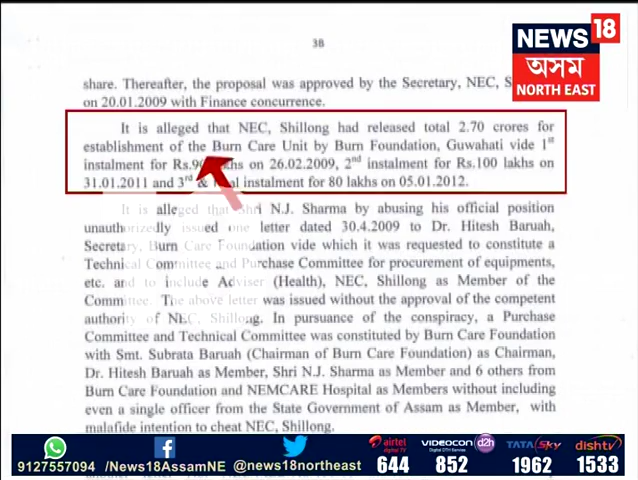 38
NEWS 18
অসম
NORTH EAST
share. Thereafter, the proposal was approved by the Secretary, NEC,
on 20.01.2009 with Finance concurrence.
It is alleged that NEC, Shillong had released total 2.70 crores for
establishment of the Burn Care Unit by Burn Foundation, Guwahati vide 1st
instalment for on 26.02.2009, 2nd instalment for Rs.100 lakhs on
31.01.2011 and 3rd & instalment for 80 lakhs on 05.01.2012.
It is alleged that Shri N.J. Sharma by abusing his official position
unauthorizedly issued one letter dated 30.4.2009 to Dr. Hitesh Baruah,
Secretary, Burn Care Foundation vide which it was requested to constitute a
Technical Committee and Purchase Committee for procurement of equipments,
etc. and to include Adviser (Health), NEC, Shillong as Member of the
Committee. The above letter was issued without the approval of the competent
authority of NEC, Shillong. In pursuance of the conspiracy, a Purchase
Committee and Technical Committee was constituted by Burn Care Foundation
with Smt. Subrata Baruah (Chairman of Burn Care Foundation) as Chairman,
Dr. Hitesh Baruah as Member, Shri N.J. Sharma as Member and 6 others from
Burn Care Foundation and NEMCARE Hospital as Members without including
even a single officer from the State Government of Assam as Member, with
malafide intention to cheat NEC, Shillong.
9127557094 /News18AssamNE @news18northeast
airtel digital TV 644
VIDEOCON d2h 852
TATA Sky 1962
dishtv 1533